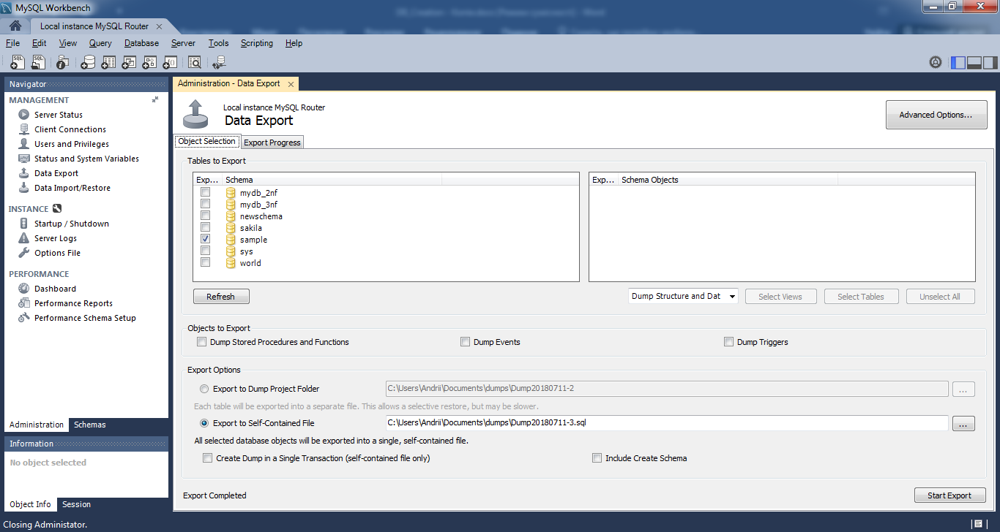 MySQL Workbench
Local instance MySQL Router
File Edit View Query Database Server Tools Scripting Help
Navigator
MANAGEMENT
Server Status
Client Connections
Users and Privileges
Status and System Variables
Data Export
Data Import/Restore
INSTANCE
Startup / Shutdown
Server Logs
Options File
PERFORMANCE
Dashboard
Performance Reports
Performance Schema Setup
Administration Schemas
Information
No object selected
Object Info Session
Administration - Data Export
Local instance MySQL Router
Data Export
Advanced Options...
Object Selection Export Progress
Tables to Export
Exp... Schema
mydb_2nf
mydb_3nf
newschema
sakila
sample
sys
world
Exp... Schema Objects
Refresh
Dump Structure and Dat
Select Views
Select Tables
Unselect All
Objects to Export
Dump Stored Procedures and Functions
Dump Events
Dump Triggers
Export Options
Export to Dump Project Folder
C:\Users\Andrii\Documents\dumps\Dump20180711-2
...
Each table will be exported into a separate file. This allows a selective restore, but may be slower.
Export to Self-Contained File
C:\Users\Andrii\Documents\dumps\Dump20180711-3.sql
...
All selected database objects will be exported into a single, self-contained file.
Create Dump in a Single Transaction (self-contained file only)
Include Create Schema
Export Completed
Start Export
Closing Administator.